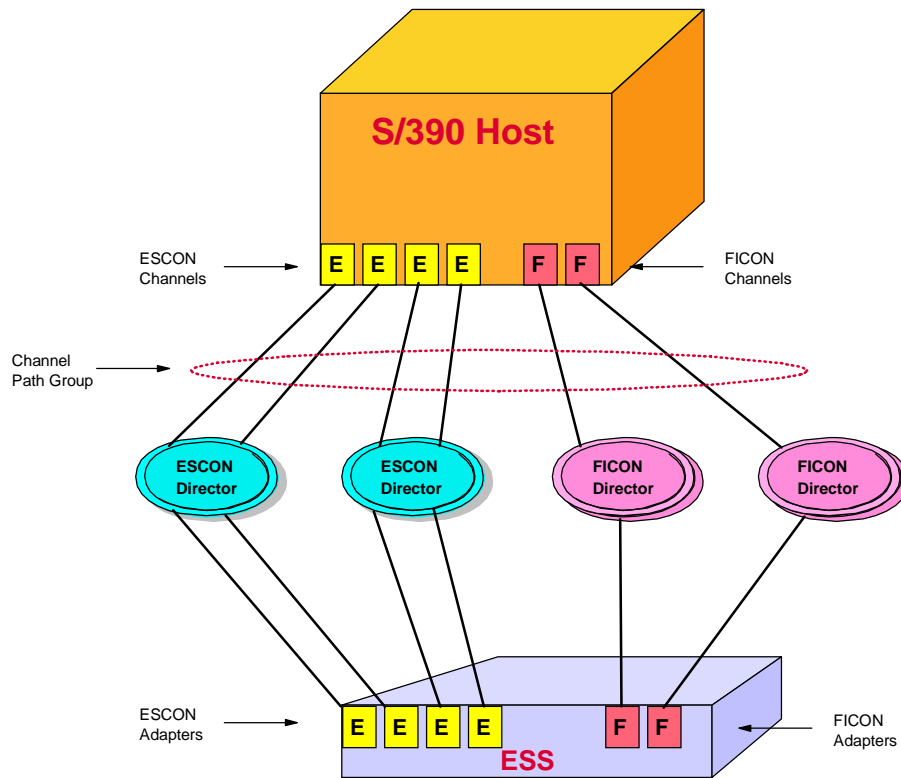 S/390 Host
ESCON
Channels
E E E E F F
FICON
Channels
Channel
Path Group
ESCON
Director
ESCON
Director
FICON
Director
FICON
Director
ESCON
Adapters
E E E E F F
FICON
Adapters
ESS